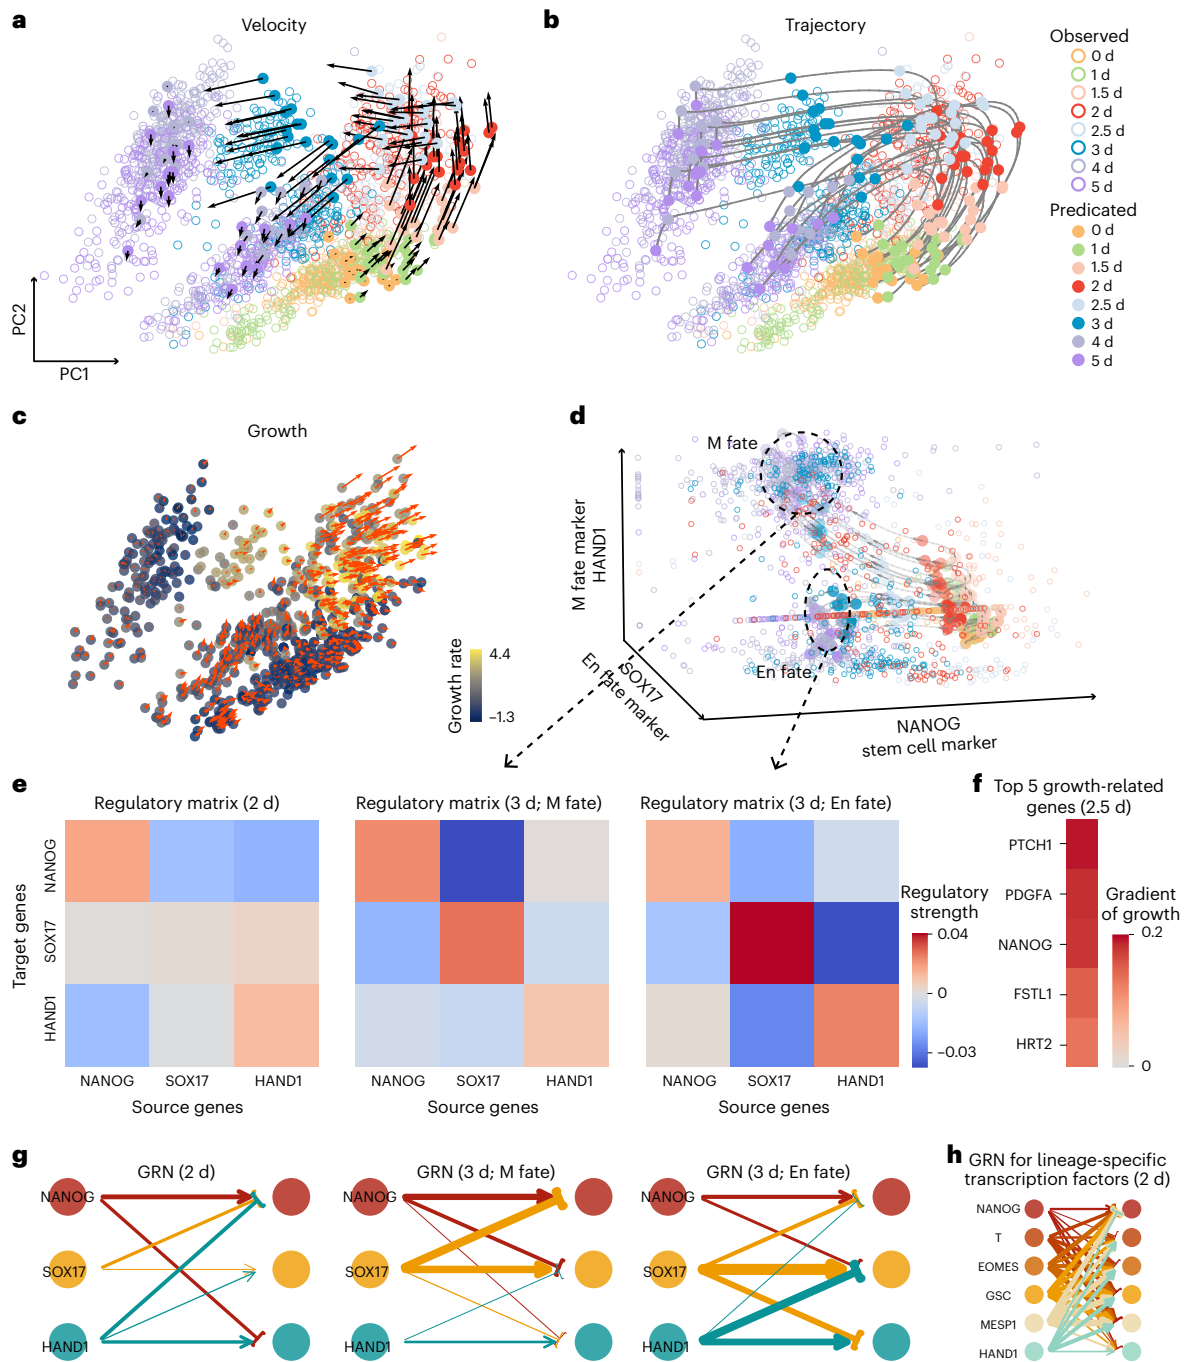 a
Velocity
PC2
PC1
b
Trajectory
Observed
0 d
1 d
1.5 d
2 d
2.5 d
3 d
4 d
5 d
Predicated
0 d
1 d
1.5 d
2 d
2.5 d
3 d
4 d
5 d
c
Growth
Growth rate
4.4
−1.3
d
M fate
M fate marker
HAND1
En fate
SOX17
En fate marker
NANOG
stem cell marker
e
Regulatory matrix (2 d)
Regulatory matrix (3 d; M fate)
Regulatory matrix (3 d; En fate)
Target genes
NANOG
SOX17
HAND1
NANOG
SOX17
HAND1
Source genes
NANOG
SOX17
HAND1
Source genes
NANOG
SOX17
HAND1
Source genes
Regulatory
strength
0.04
0
−0.03
f
Top 5 growth-related
genes (2.5 d)
PTCH1
PDGFA
NANOG
FSTL1
HRT2
Gradient
of growth
0.2
0
g
GRN (2 d)
NANOG
SOX17
HAND1
GRN (3 d; M fate)
NANOG
SOX17
HAND1
GRN (3 d; En fate)
NANOG
SOX17
HAND1
h
GRN for lineage-specific
transcription factors (2 d)
NANOG
T
EOMES
GSC
MESP1
HAND1